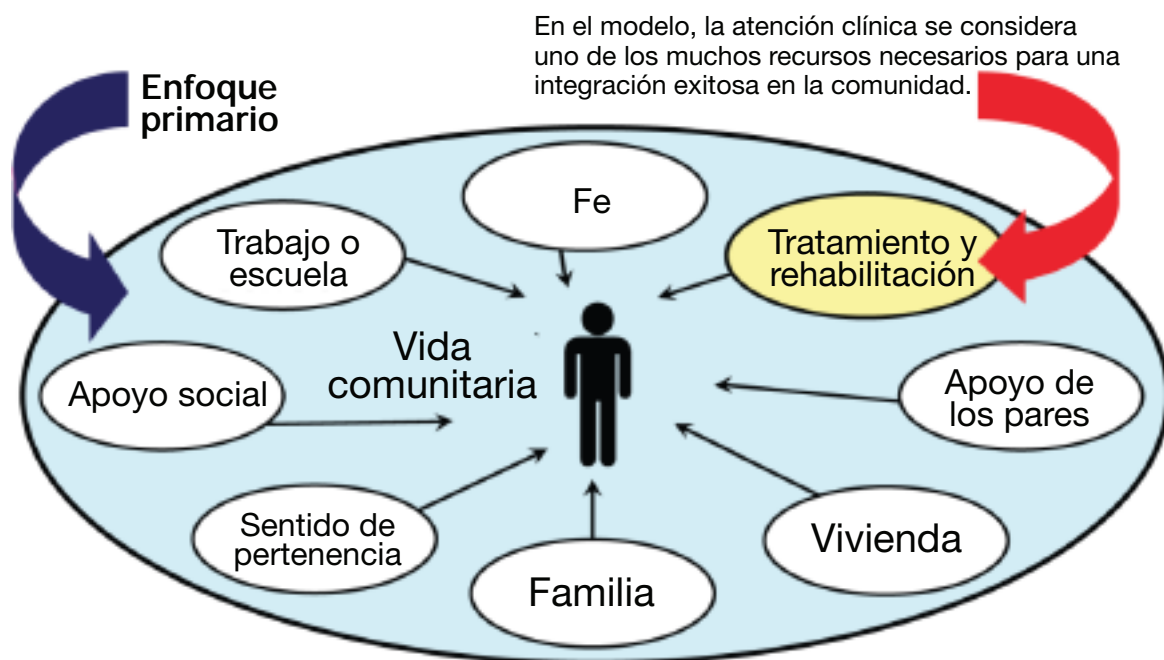 En el modelo, la atención clínica se considera
uno de los muchos recursos necesarios para una
integración exitosa en la comunidad.
Enfoque
primario
Fe
Trabajo o
escuela
Tratamiento y
rehabilitación
Vida
comunitaria
Apoyo social
Apoyo de
los pares
Sentido de
pertenencia
Vivienda
Familia